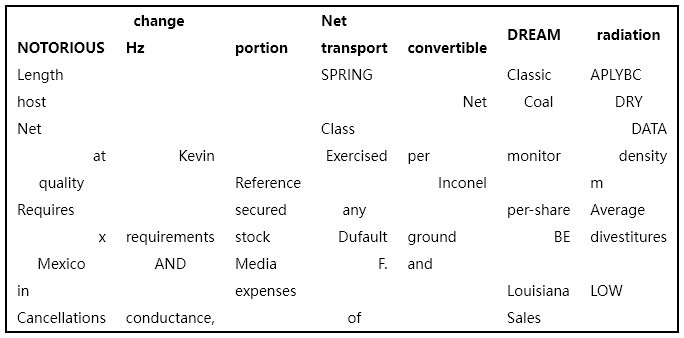 change Net
NOTORIOUS Hz portion transport convertible DREAM radiation
Length SPRING Classic APLYBC
host Net Coal DRY
Net Class DATA
at Kevin Exercised per monitor density
quality Reference Inconel m
Requires secured any per-share Average
x requirements stock Dufault ground BE divestitures
Mexico AND Media F. and
in expenses Louisiana LOW
Cancellations conductance, of Sales